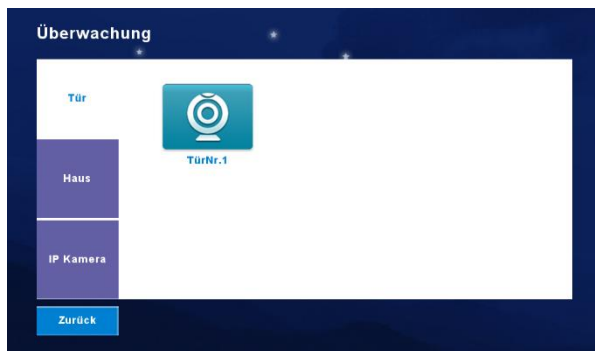 Überwachung
Tür
TürNr.1
Haus
IP Kamera
Zurück